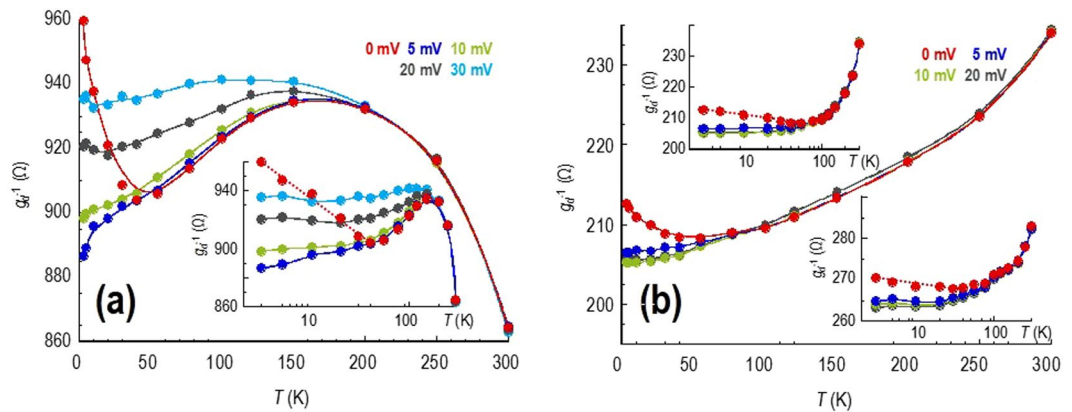 960
940
920
900
880
860
g_d^-1 (Ω)
0 mV 5 mV 10 mV
20 mV 30 mV
940
900
860
g_d^-1 (Ω)
10
100
T (K)
(a)
0
50
100
150
200
250
300
T (K)
230
220
210
200
g_d^-1 (Ω)
240
230
220
210
200
g_d^-1 (Ω)
10
100
T (K)
0 mV 5 mV
10 mV 20 mV
290
280
270
260
g_d^-1 (Ω)
10
100
T (K)
(b)
0
50
100
150
200
250
300
T (K)